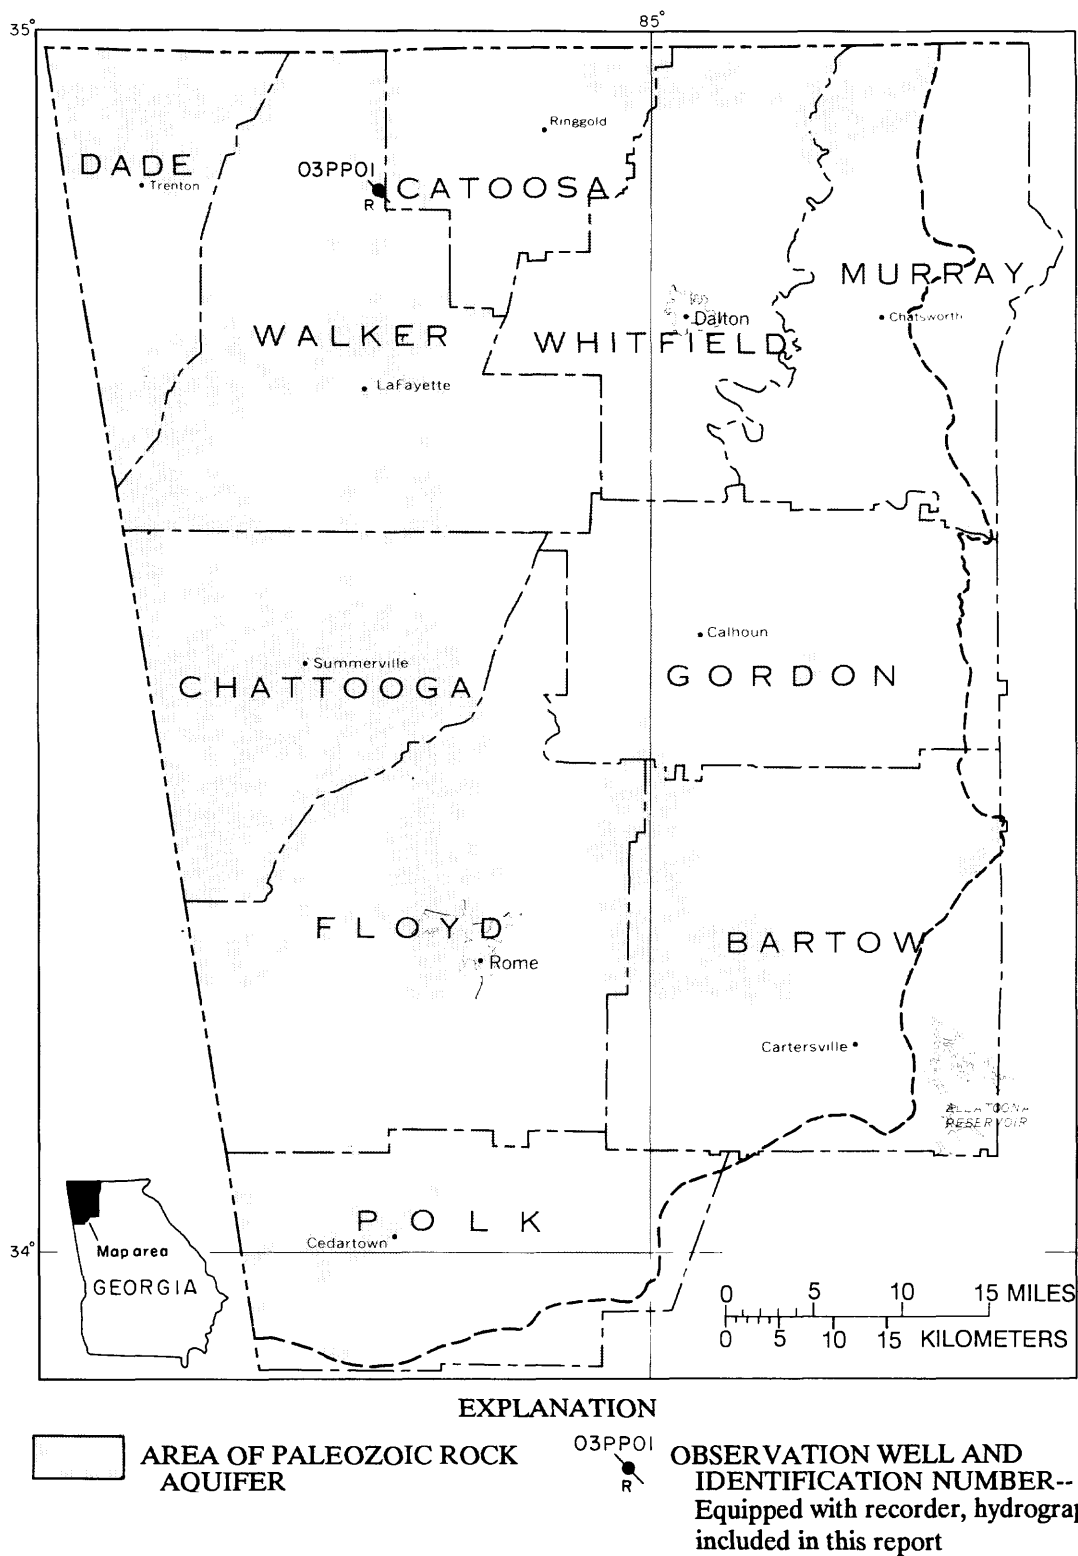 35°
85°
Ringgold
DADE
Trenton
03PP01
R
CATOOSA
MURRAY
Dalton
Chatsworth
WALKER
WHITFIELD
LaFayette
Calhoun
Summerville
GORDON
CHATTOOGA
FLOYD
BARTOW
Rome
Cartersville
ALLATOONA
RESERVOIR
POLK
Cedartown
34°
Map area
GEORGIA
0 5 10 15 MILES
0 5 10 15 KILOMETERS
EXPLANATION
AREA OF PALEOZOIC ROCK
AQUIFER
03PP01
R
OBSERVATION WELL AND
IDENTIFICATION NUMBER--
Equipped with recorder, hydrograp
included in this report